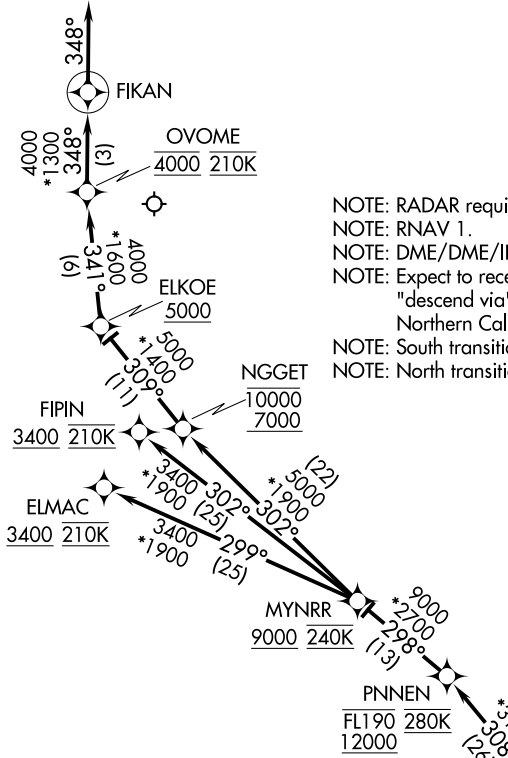 348°
FIKAN
OVOME
4000 210K
4000
*1300
348°
(3)
NOTE: RADAR requi
NOTE: RNAV 1.
NOTE: DME/DME/I
NOTE: Expect to rece
"descend via"
Northern Cal
NOTE: South transitio
NOTE: North transitio
4000
*1600
341°
(6)
ELKOE
5000
5000
*1400
309°
(11)
NGGET
10000
7000
FIPIN
3400 210K
3400
*1900
302°
(25)
(22)
5000
*1900
302°
ELMAC
3400 210K
3400
*1900
299°
(25)
MYNRR
9000 240K
9000
*2700
298°
(13)
PNNEN
FL190 280K
12000
308
(26